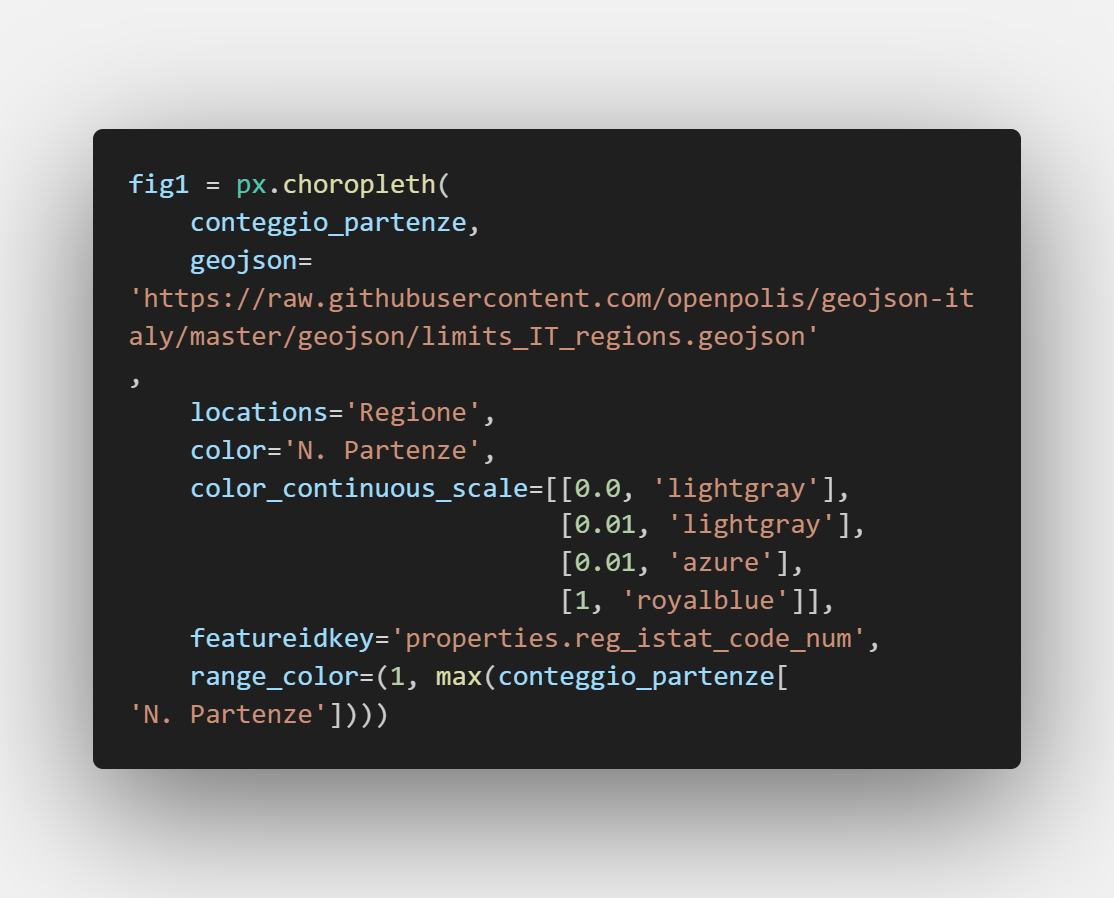 fig1 = px.choropleth(
    conteggio_partenze,
    geojson=
'https://raw.githubusercontent.com/openpolis/geojson-it
aly/master/geojson/limits_IT_regions.geojson'
,
    locations='Regione',
    color='N. Partenze',
    color_continuous_scale=[[0.0, 'lightgray'],
                            [0.01, 'lightgray'],
                            [0.01, 'azure'],
                            [1, 'royalblue']],
    featureidkey='properties.reg_istat_code_num',
    range_color=(1, max(conteggio_partenze[
'N. Partenze'])))